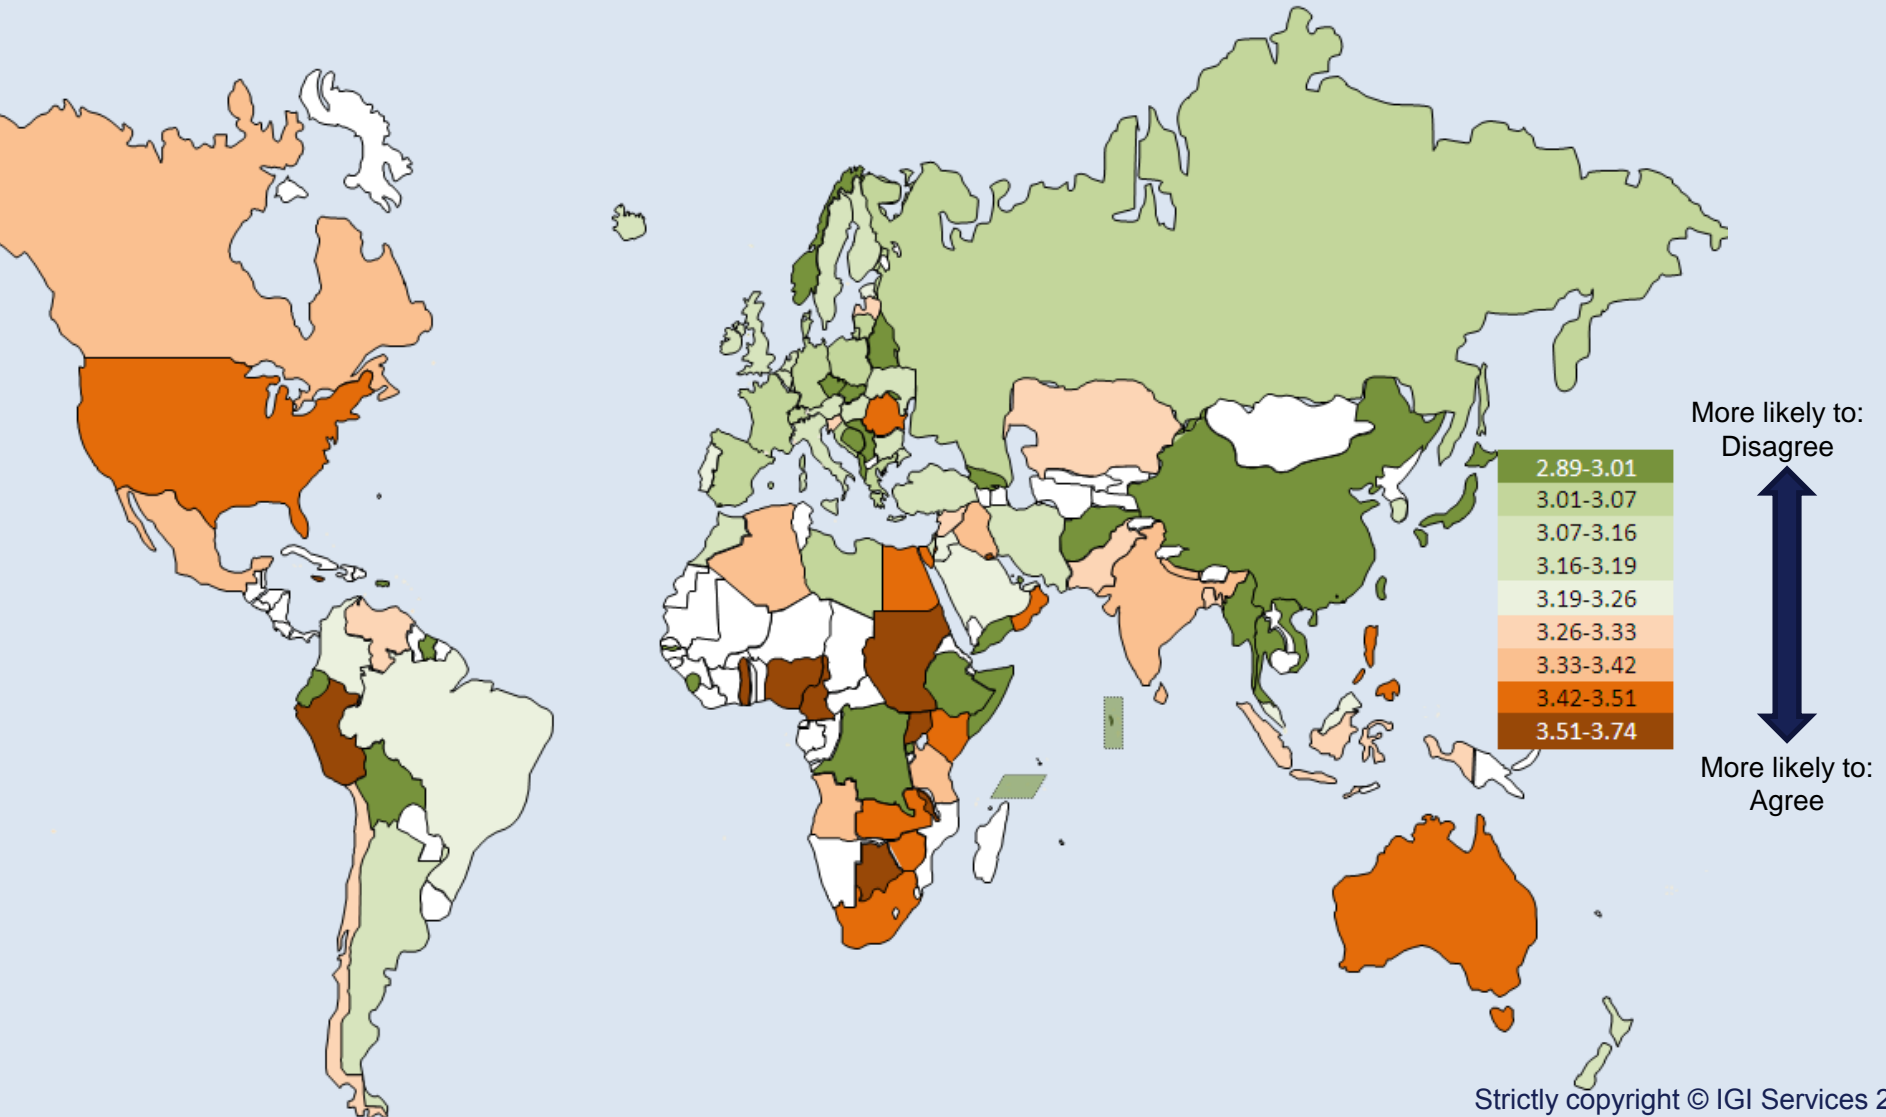 More likely to:
Disagree
2.89-3.01
3.01-3.07
3.07-3.16
3.16-3.19
3.19-3.26
3.26-3.33
3.33-3.42
3.42-3.51
3.51-3.74
More likely to:
Agree
Strictly copyright © IGI Services 2